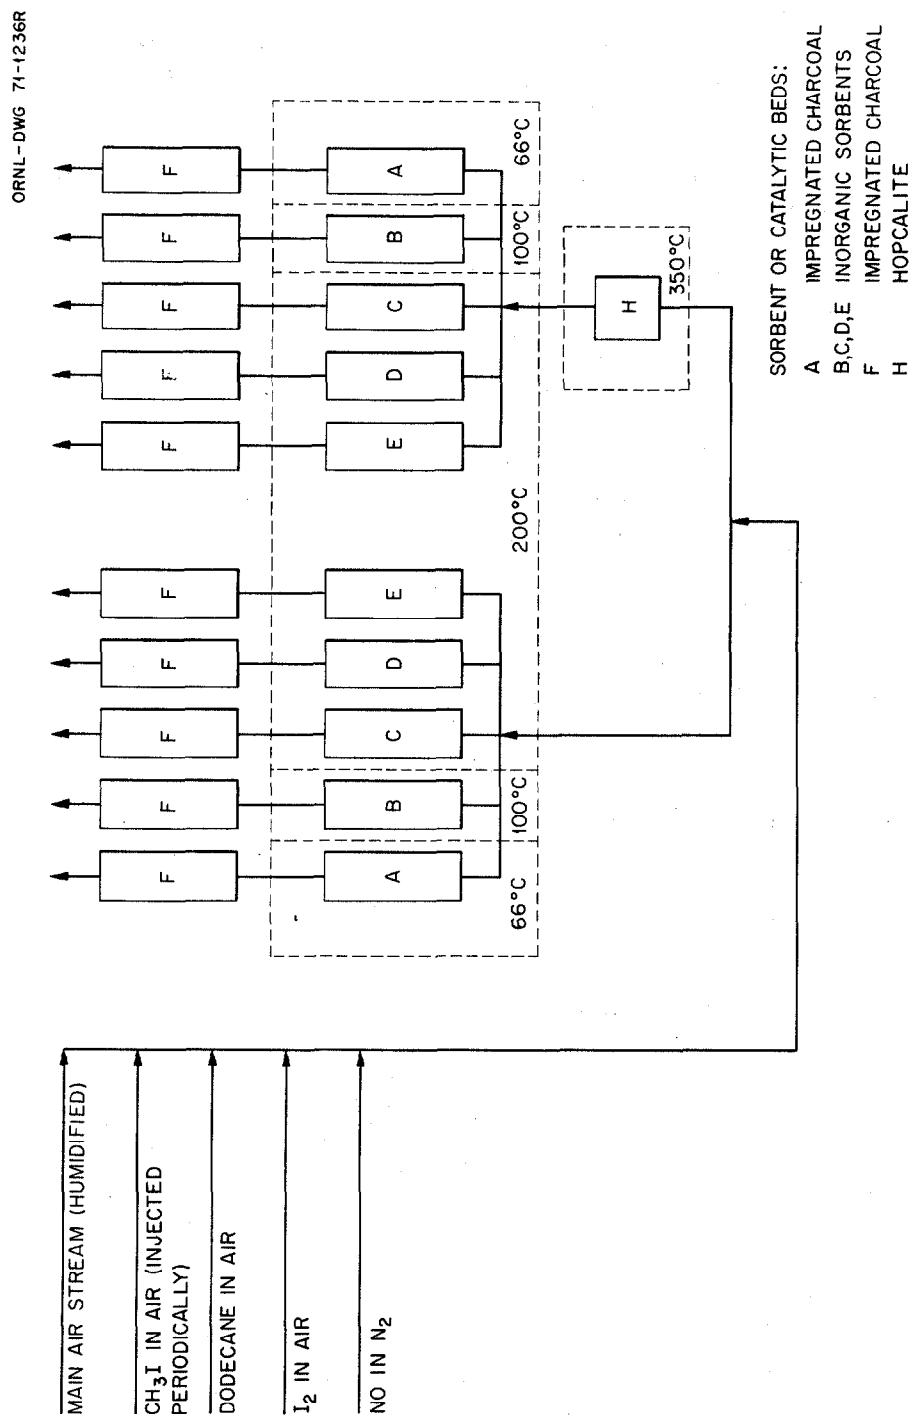 ORNL-DWG 71-1236R
MAIN AIR STREAM (HUMIDIFIED)
CH₃I IN AIR (INJECTED
PERIODICALLY)
DODECANE IN AIR
I₂ IN AIR
NO IN N₂
F F F F F F F F F F
A B C D E E D C B A
66°C 100°C 200°C 100°C 66°C
H
350°C
SORBENT OR CATALYTIC BEDS:
A IMPREGNATED CHARCOAL
B,C,D,E INORGANIC SORBENTS
F IMPREGNATED CHARCOAL
H HOPCALITE